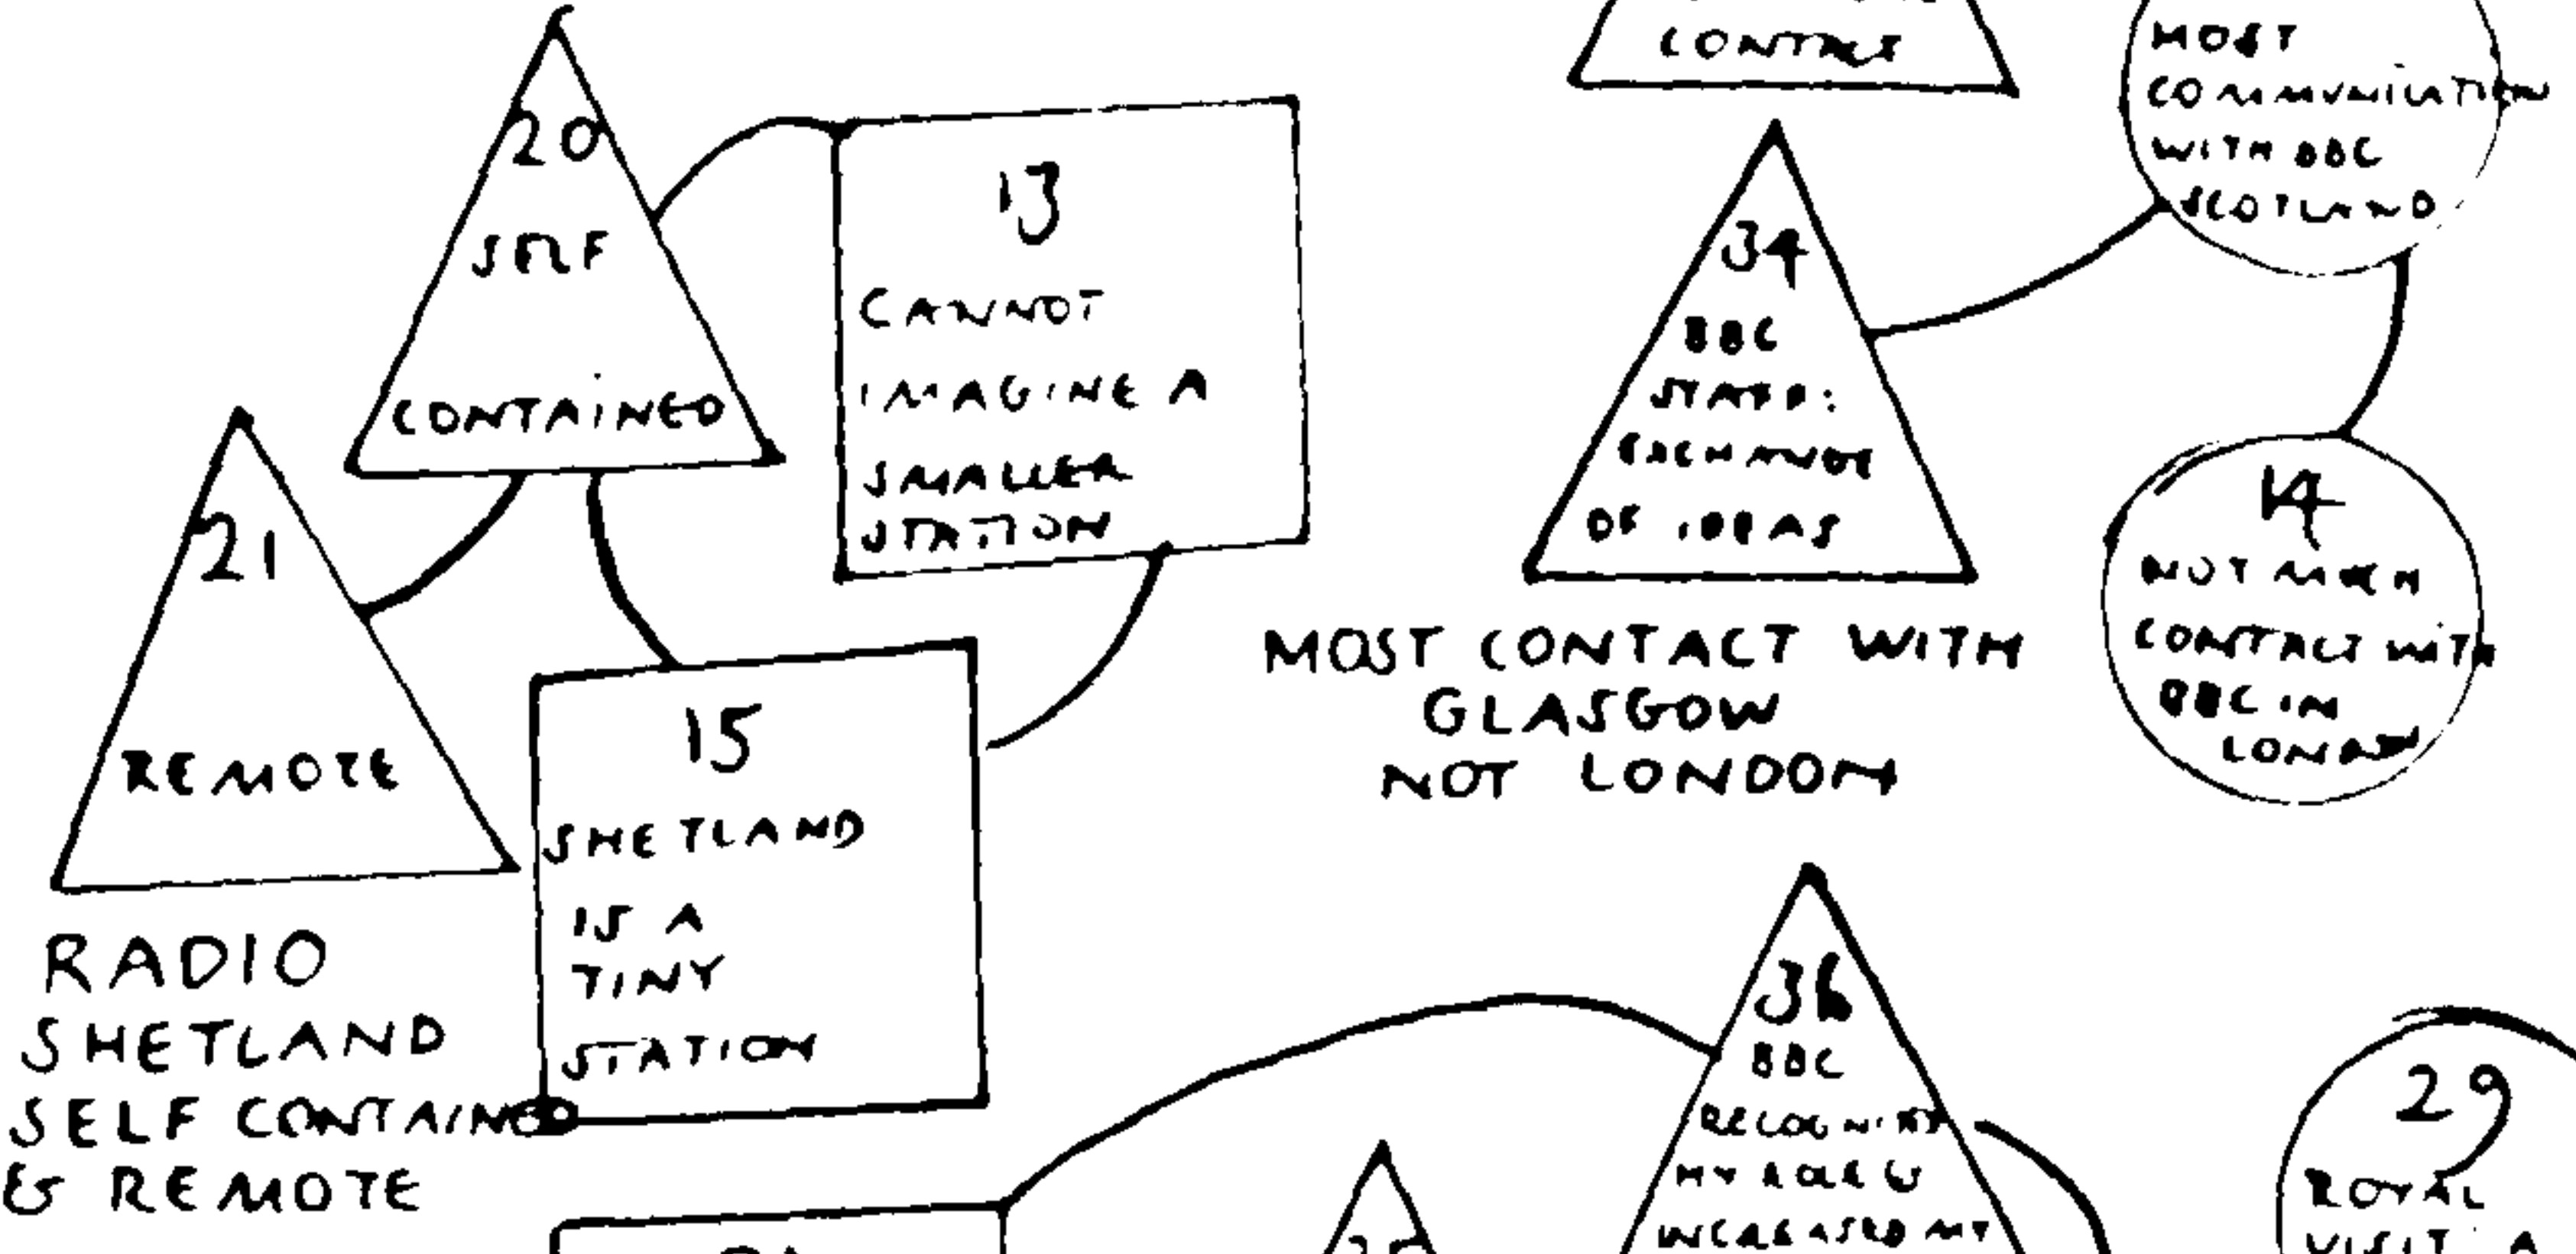 20
SELF
CONTAINED
13
CANNOT
IMAGINE A
SMALLER
STATION
21
REMOTE
15
SHETLAND
IS A
TINY
STATION
RADIO
SHETLAND
SELF CONTAINED
& REMOTE
CONTACT
MOST
COMMUNICATION
WITH BBC
SCOTLAND
34
BBC
STAFF:
EXCHANGE
OF IDEAS
14
NOT MUCH
CONTACT WITH
BBC IN
LONDON
MOST CONTACT WITH
GLASGOW
NOT LONDON
36
BBC
RECOGNISED
MY ROLE &
INCREASED MY
29
ROYAL
VISIT A